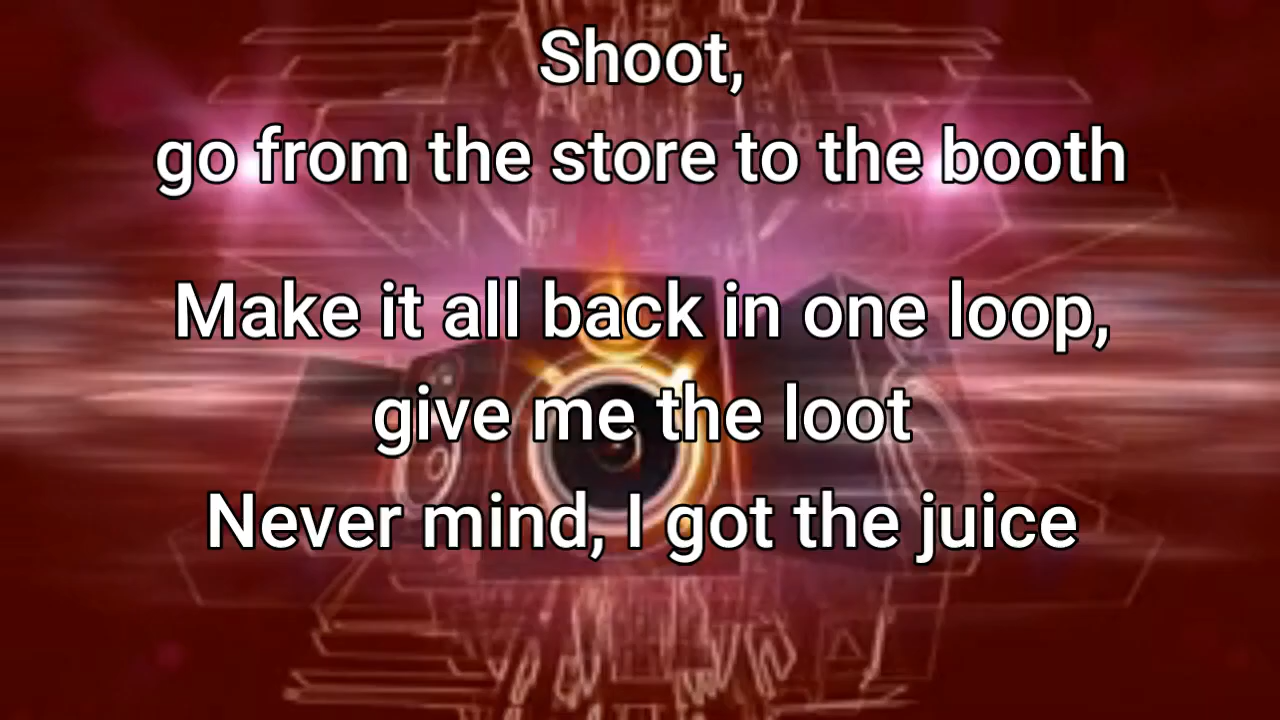 Shoot,
go from the store to the booth
Make it all back in one loop,
give me the loot
Never mind, I got the juice